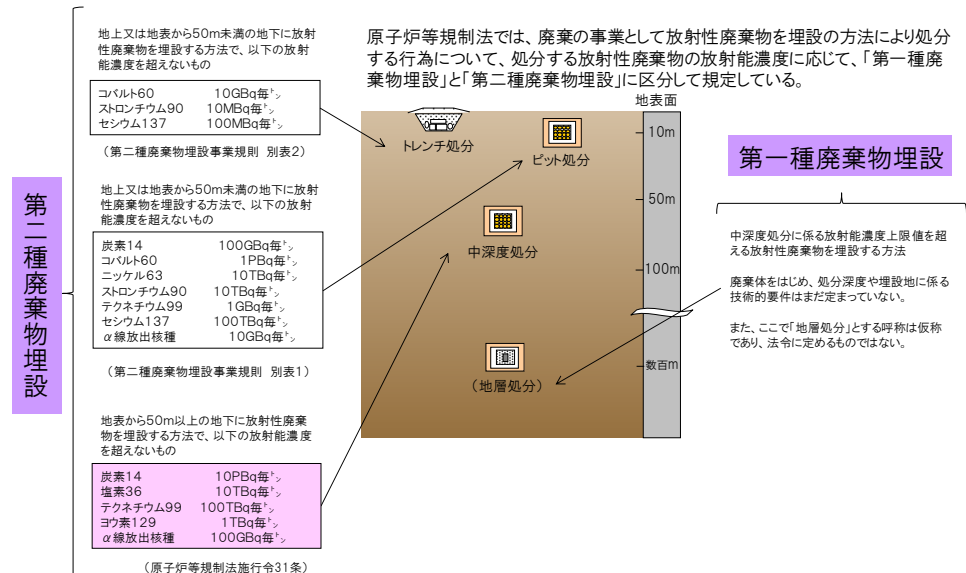 原子炉等規制法では、廃棄の事業として放射性廃棄物を埋設の方法により処分
する行為について、処分する放射性廃棄物の放射能濃度に応じて、「第一種廃
棄物埋設」と「第二種廃棄物埋設」に区分して規定している。
第二種廃棄物埋設
地上又は地表から50m未満の地下に放射
性廃棄物を埋設する方法で、以下の放射
能濃度を超えないもの
コバルト60 10GBq毎㌧
ストロンチウム90 10MBq毎㌧
セシウム137 100MBq毎㌧
(第二種廃棄物埋設事業規則 別表2)
地上又は地表から50m未満の地下に放射
性廃棄物を埋設する方法で、以下の放射
能濃度を超えないもの
炭素14 100GBq毎㌧
コバルト60 1PBq毎㌧
ニッケル63 10TBq毎㌧
ストロンチウム90 10TBq毎㌧
テクネチウム99 1GBq毎㌧
セシウム137 100TBq毎㌧
α線放出核種 10GBq毎㌧
(第二種廃棄物埋設事業規則 別表1)
地表から50m以上の地下に放射性廃棄
物を埋設する方法で、以下の放射能濃度
を超えないもの
炭素14 10PBq毎㌧
塩素36 10TBq毎㌧
テクネチウム99 100TBq毎㌧
ヨウ素129 1TBq毎㌧
α線放出核種 100GBq毎㌧
(原子炉等規制法施行令31条)
地表面
トレンチ処分
ピット処分
中深度処分
(地層処分)
10m
50m
100m
数百m
第一種廃棄物埋設
中深度処分に係る放射能濃度上限値を超
える放射性廃棄物を埋設する方法
廃棄体をはじめ、処分深度や埋設地に係る
技術的要件はまだ定まっていない。
また、ここで「地層処分」とする呼称は仮称
であり、法令に定めるものではない。